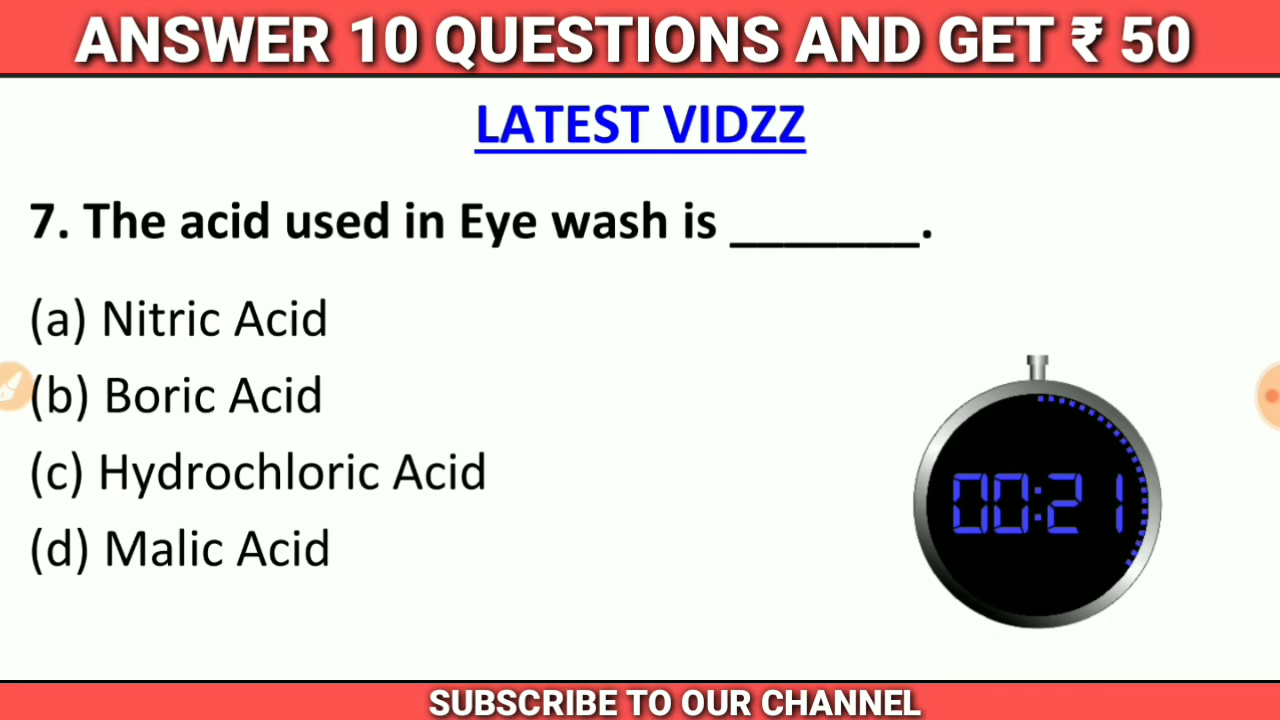 ANSWER 10 QUESTIONS AND GET ₹ 50
LATEST VIDZZ
7. The acid used in Eye wash is _______.
(a) Nitric Acid
(b) Boric Acid
(c) Hydrochloric Acid
(d) Malic Acid
00:21
SUBSCRIBE TO OUR CHANNEL